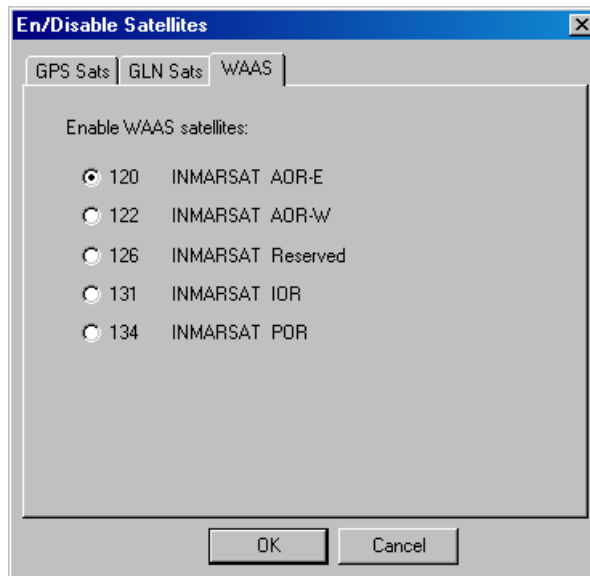 En/Disable Satellites
GPS Sats GLN Sats WAAS
Enable WAAS satellites:
120 INMARSAT AOR-E
122 INMARSAT AOR-W
126 INMARSAT Reserved
131 INMARSAT IOR
134 INMARSAT POR
OK Cancel